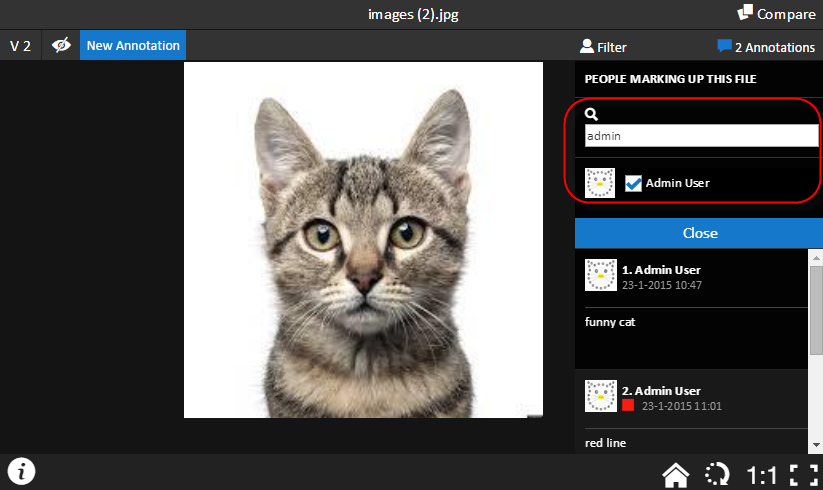 images (2).jpg
Compare
V 2
New Annotation
Filter
2 Annotations
PEOPLE MARKING UP THIS FILE
admin
Admin User
Close
1. Admin User
23-1-2015 10:47
funny cat
2. Admin User
23-1-2015 11:01
red line
i
1:1